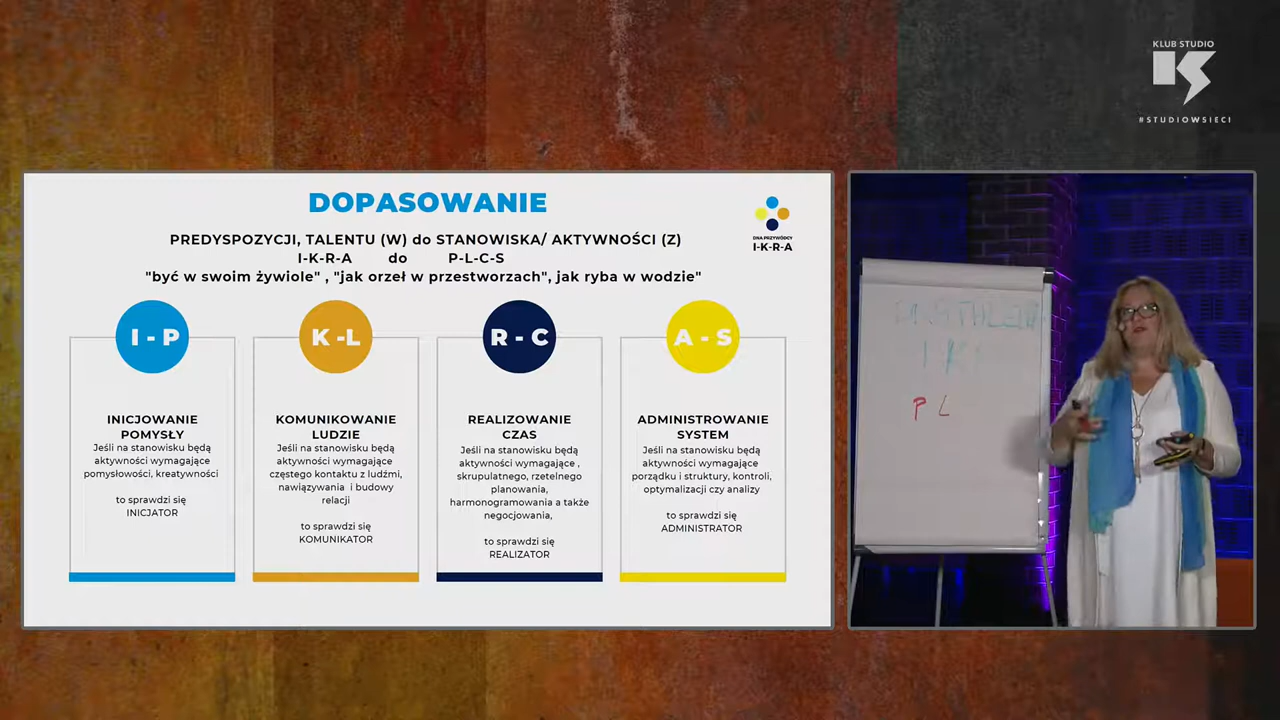 KLUB STUDIO
#STUDIOWSIECI
DOPASOWANIE
DNA PRZYWÓDCY
I-K-R-A
PREDYSPOZYCJI, TALENTU (W) do STANOWISKA/ AKTYWNOŚCI (Z)
I-K-R-A do P-L-C-S
"być w swoim żywiole" , "jak orzeł w przestworzach", jak ryba w wodzie"
I - P
INICJOWANIE
POMYSŁY
Jeśli na stanowisku będą
aktywności wymagające
pomysłowości, kreatywności
to sprawdzi się
INICJATOR
K -L
KOMUNIKOWANIE
LUDZIE
Jeśli na stanowisku będą
aktywności wymagające
częstego kontaktu z ludźmi,
nawiązywania i budowy
relacji
to sprawdzi się
KOMUNIKATOR
R - C
REALIZOWANIE
CZAS
Jeśli na stanowisku będą
aktywności wymagające ,
skrupulatnego, rzetelnego
planowania,
harmonogramowania a także
negocjowania,
to sprawdzi się
REALIZATOR
A - S
ADMINISTROWANIE
SYSTEM
Jeśli na stanowisku będą
aktywności wymagające
porządku i struktury, kontroli,
optymalizacji czy analizy
to sprawdzi się
ADMINISTRATOR
I K
P L